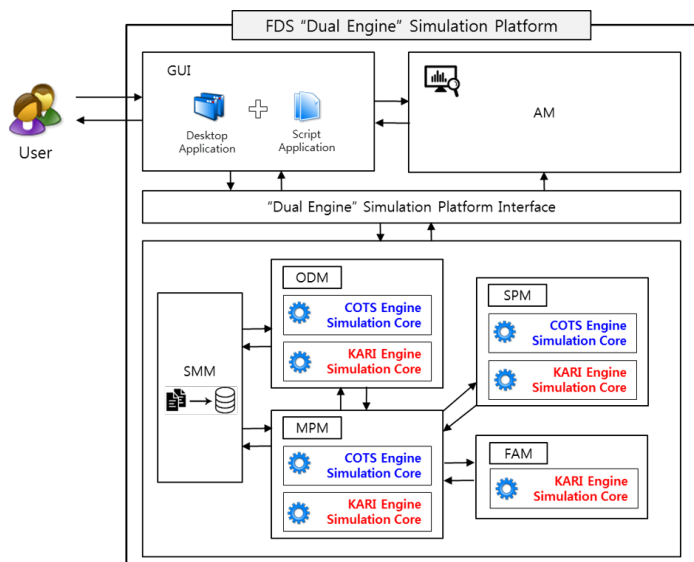 FDS “Dual Engine” Simulation Platform
GUI
Desktop
Application
Script
Application
AM
User
“Dual Engine” Simulation Platform Interface
ODM
COTS Engine
Simulation Core
KARI Engine
Simulation Core
SPM
COTS Engine
Simulation Core
KARI Engine
Simulation Core
SMM
MPM
COTS Engine
Simulation Core
KARI Engine
Simulation Core
FAM
KARI Engine
Simulation Core